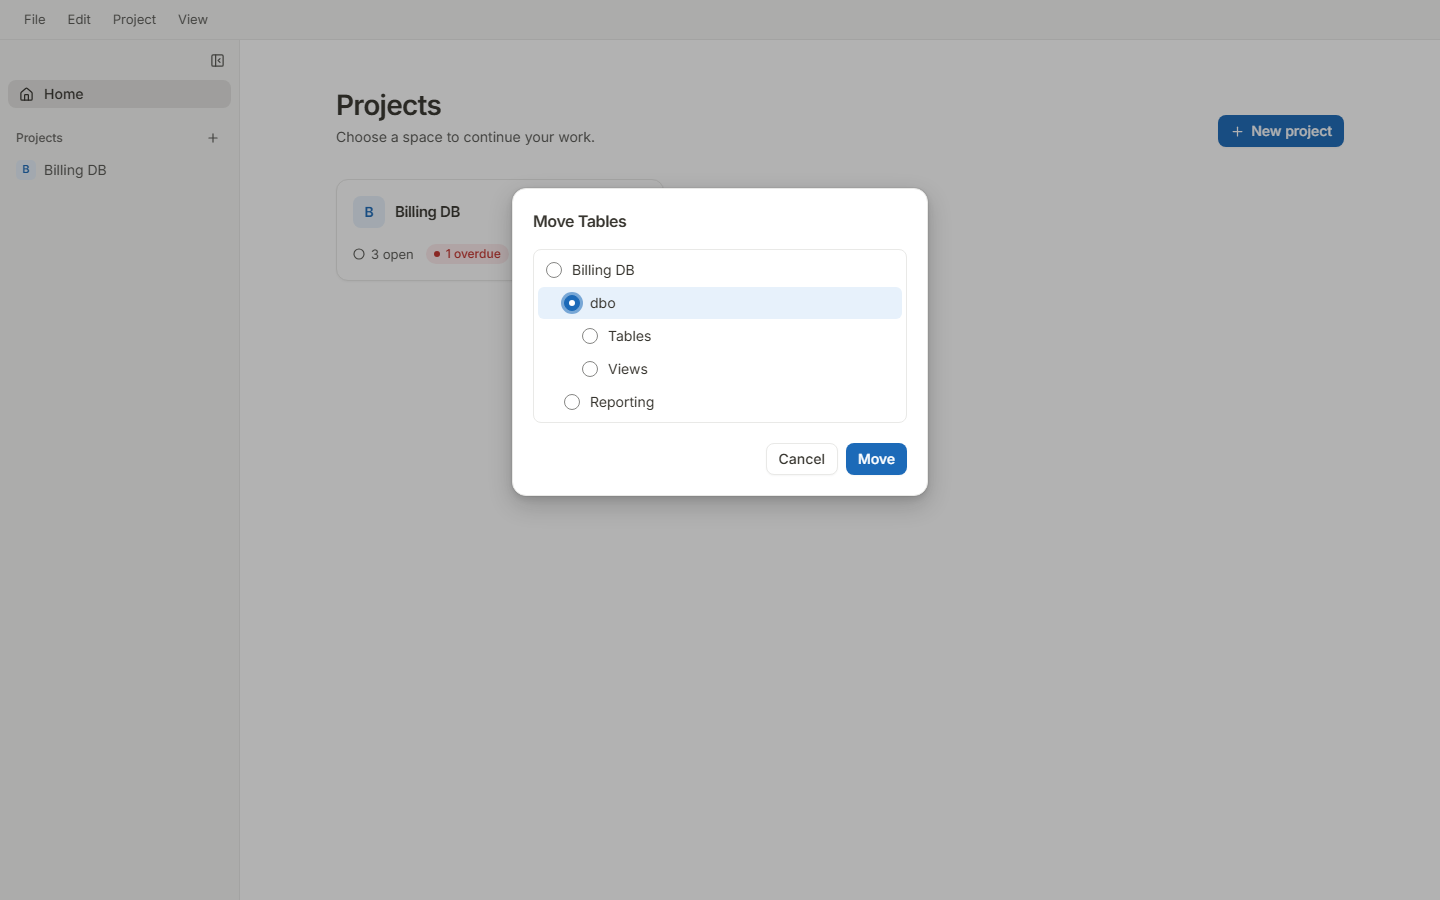 File Edit Project View
Home
Projects
B Billing DB
Projects
Choose a space to continue your work.
New project
B Billing DB
3 open 1 overdue
Move Tables
Billing DB
dbo
Tables
Views
Reporting
Cancel Move